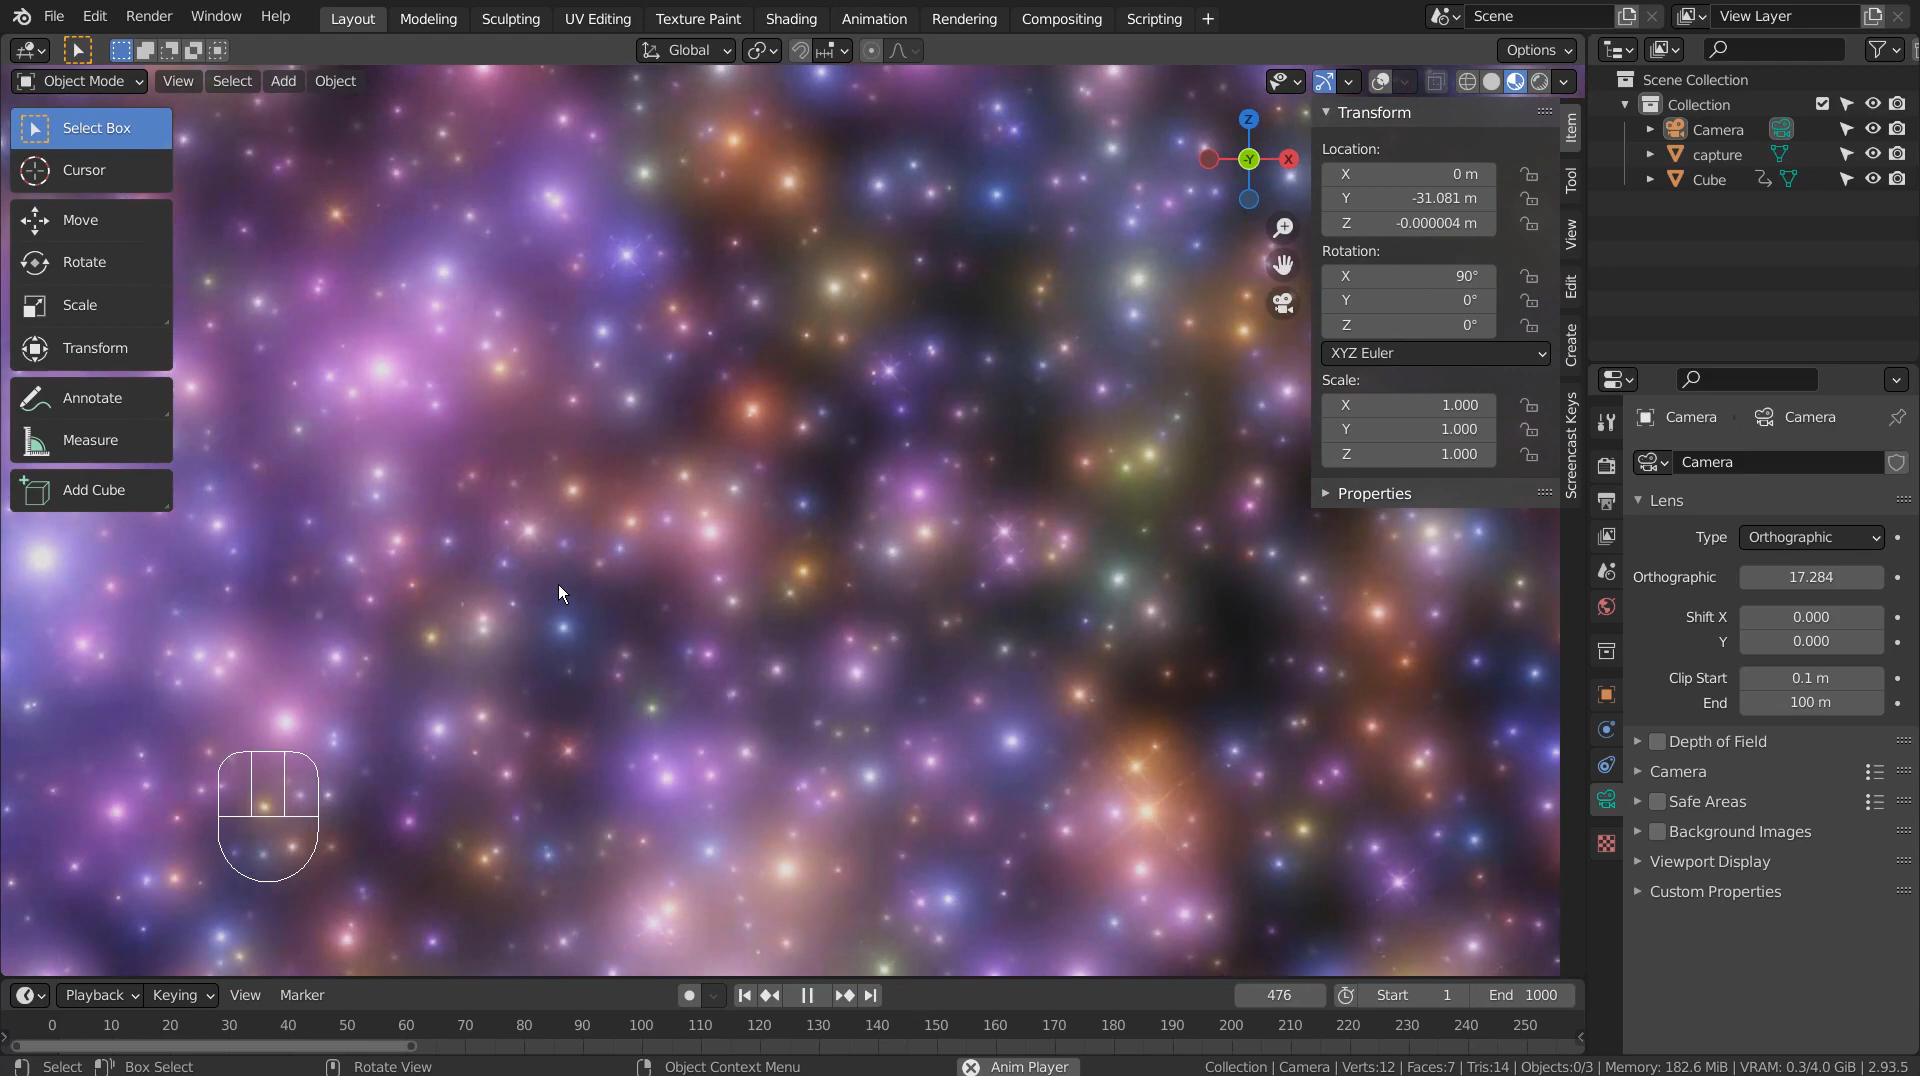 File Edit Render Window Help Layout Modeling Sculpting UV Editing Texture Paint Shading Animation Rendering Compositing Scripting + Scene View Layer
Global Options
Object Mode View Select Add Object
Select Box
Cursor
Move
Rotate
Scale
Transform
Annotate
Measure
Add Cube
Z
-Y
X
Transform
Location:
X 0 m
Y -31.081 m
Z -0.000004 m
Rotation:
X 90°
Y 0°
Z 0°
XYZ Euler
Scale:
X 1.000
Y 1.000
Z 1.000
Properties
Item
Tool
View
Edit
Create
Screencast Keys
Scene Collection
Collection
Camera
capture
Cube
Camera Camera
Camera
Lens
Type Orthographic
Orthographic 17.284
Shift X 0.000
Y 0.000
Clip Start 0.1 m
End 100 m
Depth of Field
Camera
Safe Areas
Background Images
Viewport Display
Custom Properties
Playback Keying View Marker 476 Start 1 End 1000
0 10 20 30 40 50 60 70 80 90 100 110 120 130 140 150 160 170 180 190 200 210 220 230 240 250
Select Box Select Rotate View Object Context Menu Anim Player Collection | Camera | Verts:12 | Faces:7 | Tris:14 | Objects:0/3 | Memory: 182.6 MiB | VRAM: 0.3/4.0 GiB | 2.93.5